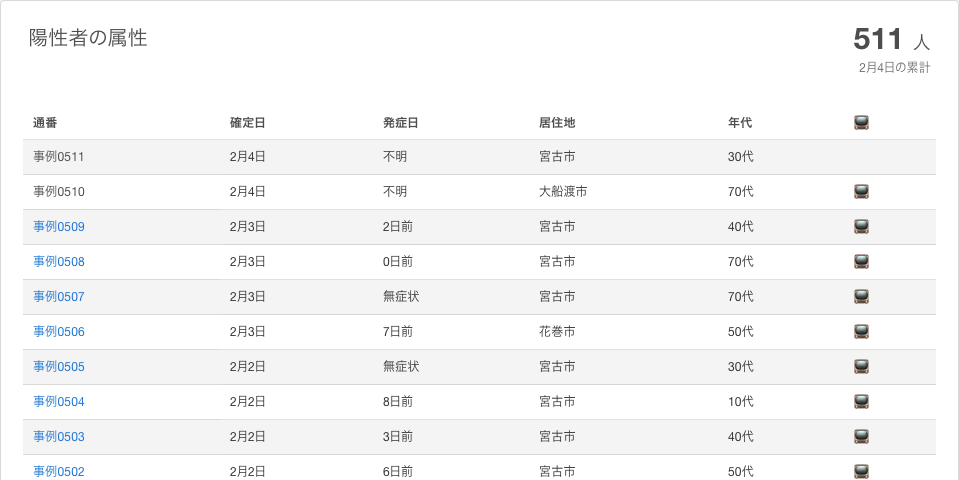 陽性者の属性
511 人
2月4日の累計
通番 確定日 発症日 居住地 年代
事例0511 2月4日 不明 宮古市 30代
事例0510 2月4日 不明 大船渡市 70代
事例0509 2月3日 2日前 宮古市 40代
事例0508 2月3日 0日前 宮古市 70代
事例0507 2月3日 無症状 宮古市 70代
事例0506 2月3日 7日前 花巻市 50代
事例0505 2月2日 無症状 宮古市 30代
事例0504 2月2日 8日前 宮古市 10代
事例0503 2月2日 3日前 宮古市 40代
事例0502 2月2日 6日前 宮古市 50代